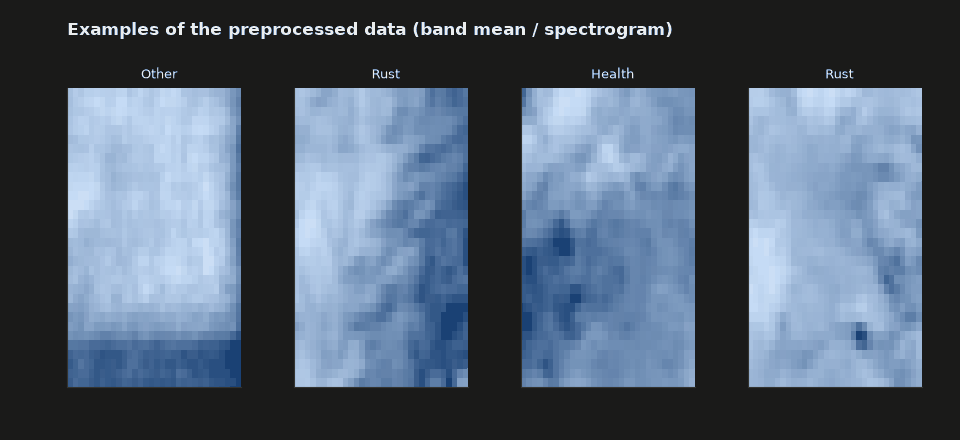 Examples of the preprocessed data (band mean / spectrogram)
Other
Rust
Health
Rust